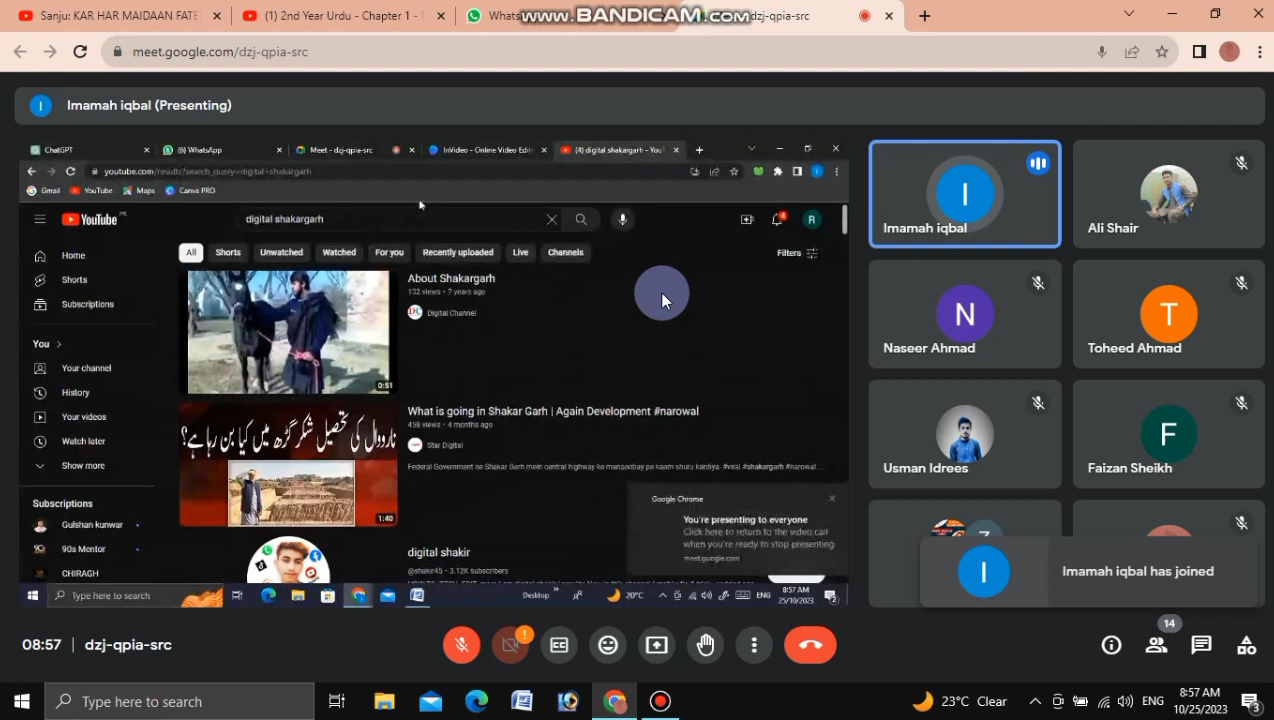 Sanju: KAR HAR MAIDAAN FATE
(1) 2nd Year Urdu - Chapter 1 -
Whats
www.BANDICAM.com
dzj-qpia-src
meet.google.com/dzj-qpia-src
I
Imamah iqbal (Presenting)
ChatGPT
(6) WhatsApp
Meet - dzj-qpia-src
InVideo - Online Video Edit
(4) digital shakargarh - You
youtube.com/results?search_query=digital+shakargarh
Gmail
YouTube
Maps
Canva PRO
YouTube PK
digital shakargarh
4
R
All
Shorts
Unwatched
Watched
For you
Recently uploaded
Live
Channels
Filters
Home
Shorts
Subscriptions
You
Your channel
History
Your videos
Watch later
Show more
Subscriptions
Gulshan kunwar
90s Mentor
CHIRAGH
0:51
About Shakargarh
132 views • 7 years ago
Digital Channel
نارووال کی تحصیل شکر گڑھ میں کیا بن رہا ہے؟
1:40
What is going in Shakar Garh | Again Development #narowal
458 views • 4 months ago
Star Digital
Federal Government ne Shakar Garh mein central highway ke mansoobay pe kaam shuru kardiya. #viral #shakargarh #narowal...
digital shakir
@shakir45 • 3.12K subscribers
Google Chrome
You're presenting to everyone
Click here to return to the video call
when you're ready to stop presenting
meet.google.com
Type here to search
Desktop
20°C
ENG
8:57 AM
25/10/2023
2
I
Imamah iqbal
Ali Shair
N
Naseer Ahmad
T
Toheed Ahmad
Usman Idrees
F
Faizan Sheikh
Z
I
Imamah iqbal has joined
08:57 | dzj-qpia-src
14
Type here to search
23°C Clear
ENG
8:57 AM
10/25/2023
3